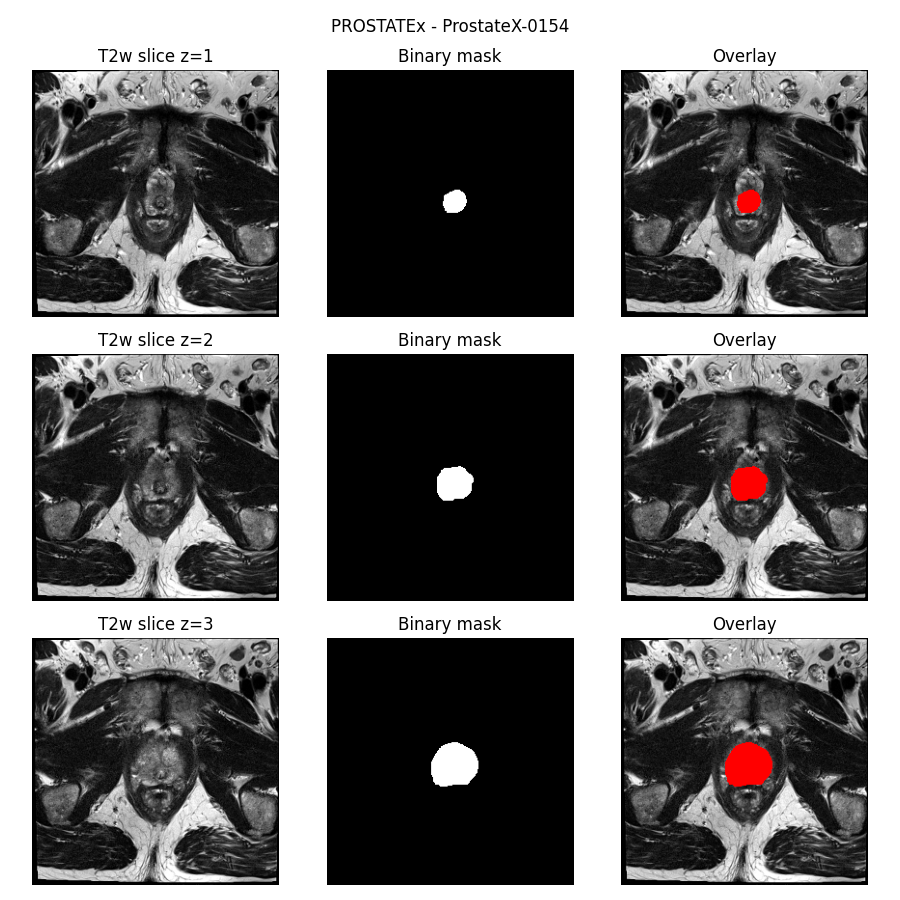 PROSTATEx - ProstateX-0154
T2w slice z=1
Binary mask
Overlay
T2w slice z=2
Binary mask
Overlay
T2w slice z=3
Binary mask
Overlay